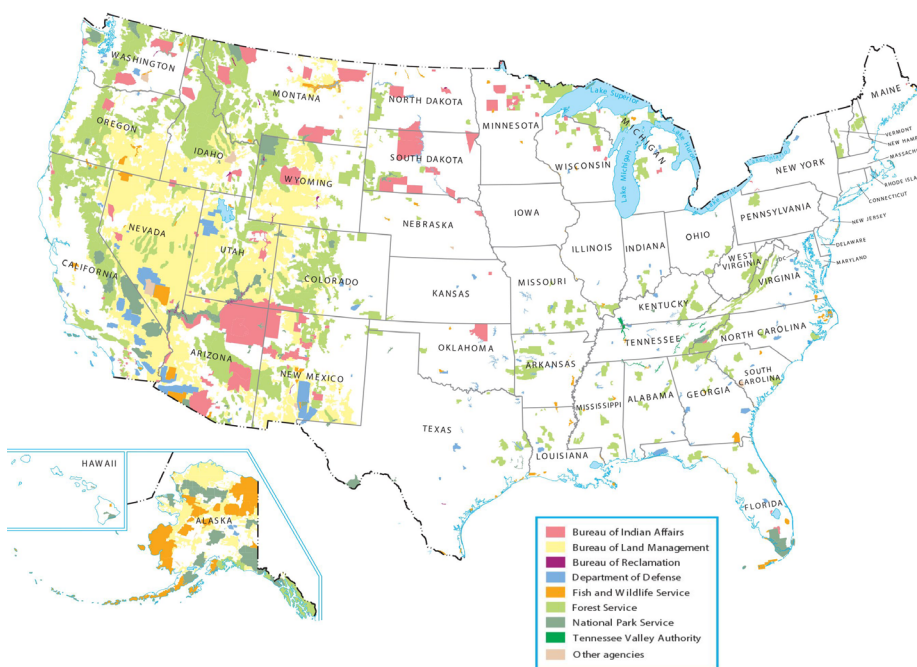 WASHINGTON
MONTANA
NORTH DAKOTA
MINNESOTA
Lake Superior
MICHIGAN
MAINE
OREGON
IDAHO
SOUTH DAKOTA
WISCONSIN
Lake Michigan
VERMONT
NEW HAMP
MASSACHUS
NEW YORK
RHODE ISLA
CONNECTICUT
WYOMING
NEBRASKA
IOWA
PENNSYLVANIA
NEW JERSEY
NEVADA
UTAH
ILLINOIS
INDIANA
OHIO
DELAWARE
MARYLAND
CALIFORNIA
COLORADO
KANSAS
MISSOURI
WEST
VIRGINIA
DC
VIRGINIA
KENTUCKY
ARIZONA
NEW MEXICO
OKLAHOMA
ARKANSAS
TENNESSEE
NORTH CAROLINA
SOUTH
CAROLINA
TEXAS
MISSISSIPPI
ALABAMA
GEORGIA
LOUISIANA
FLORIDA
HAWAII
ALASKA
Bureau of Indian Affairs
Bureau of Land Management
Bureau of Reclamation
Department of Defense
Fish and Wildlife Service
Forest Service
National Park Service
Tennessee Valley Authority
Other agencies